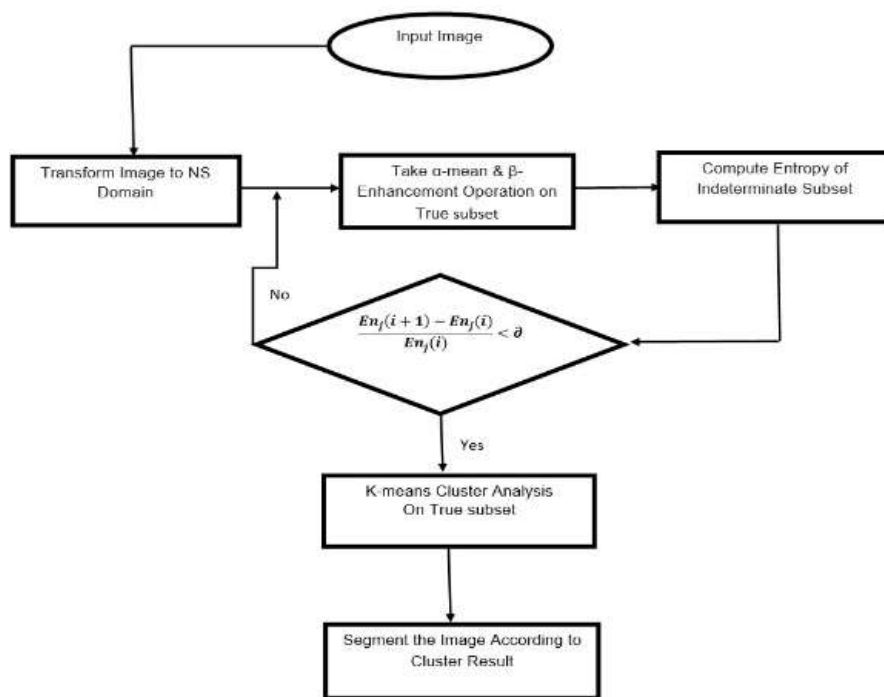 Input Image
Transform Image to NS
Domain
Take α-mean & β-
Enhancement Operation on
True subset
Compute Entropy of
Indeterminate Subset
No
En_j(i + 1) − En_j(i)
En_j(i)
< ∂
Yes
K-means Cluster Analysis
On True subset
Segment the Image According to
Cluster Result